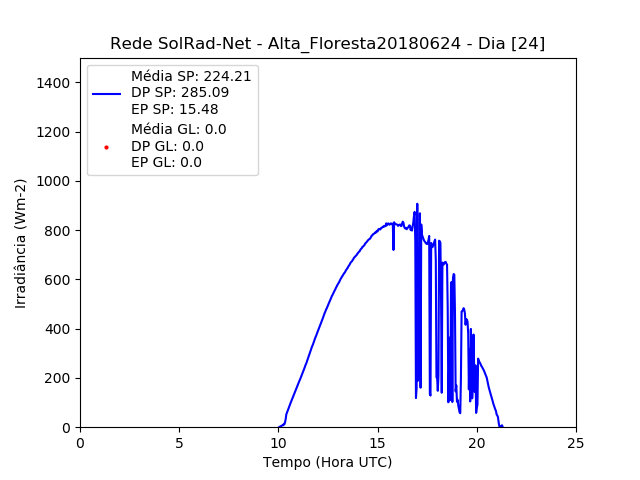 Rede SolRad-Net - Alta_Floresta20180624 - Dia [24]
Média SP: 224.21
DP SP: 285.09
EP SP: 15.48
Média GL: 0.0
DP GL: 0.0
EP GL: 0.0
Irradiância (Wm-2)
1400
1200
1000
800
600
400
200
0
0 5 10 15 20 25
Tempo (Hora UTC)